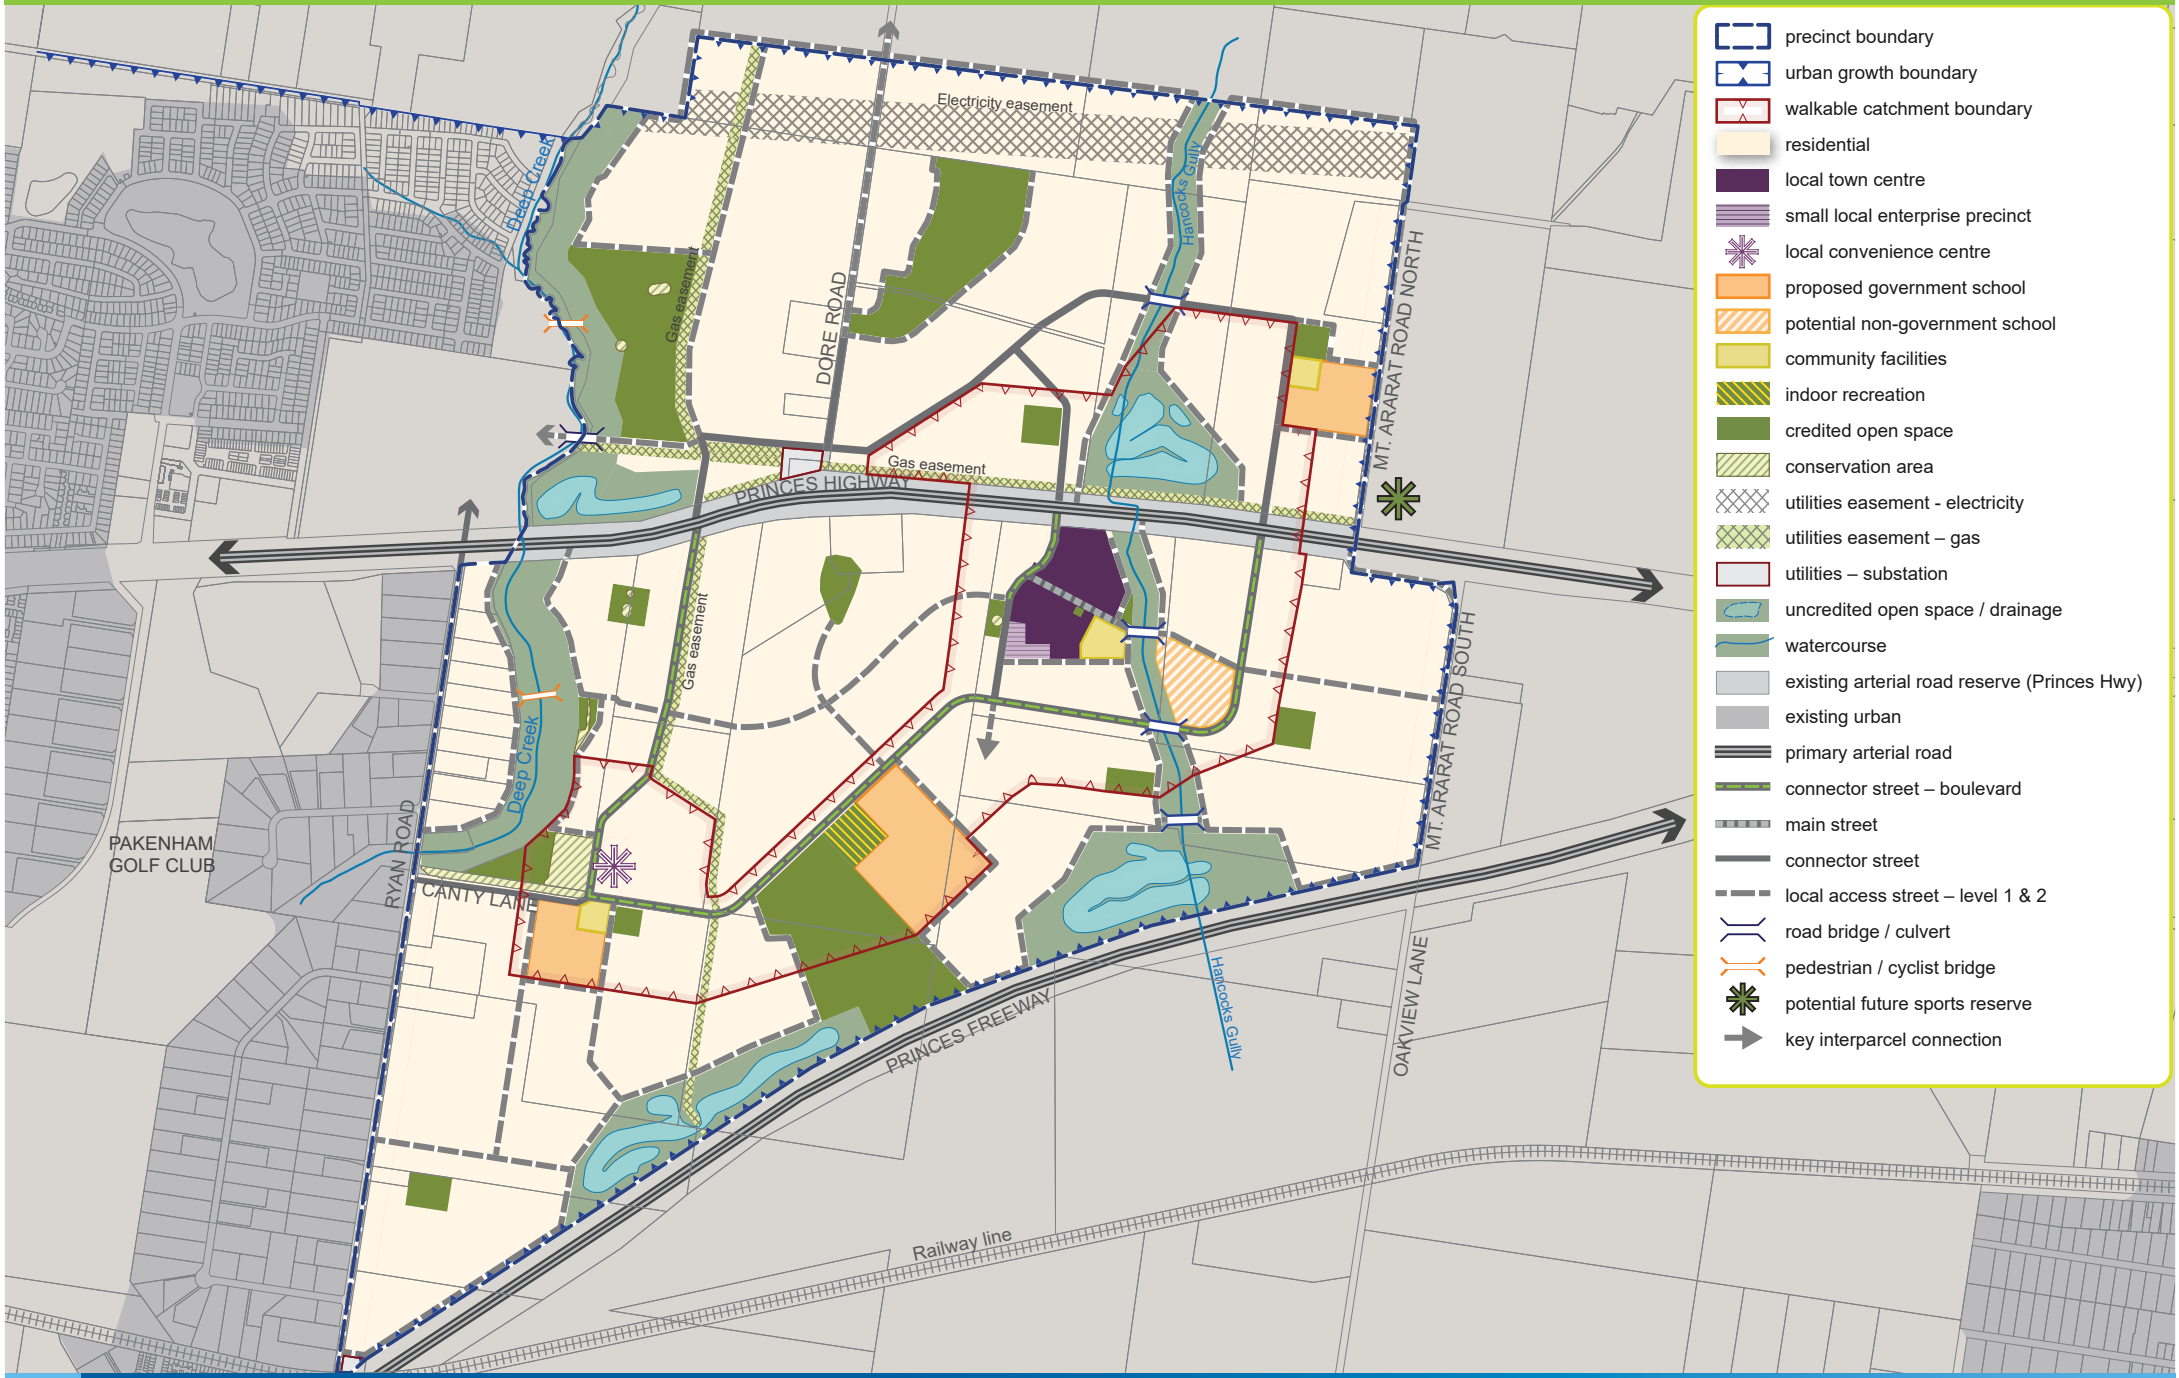 Electricity easement
Deep Creek
Hancocks Gully
Gas easement
DORE ROAD
MT. ARARAT ROAD NORTH
Gas easement
PRINCES HIGHWAY
Gas easement
MT. ARARAT ROAD SOUTH
Deep Creek
RYAN ROAD
PAKENHAM
GOLF CLUB
CANTY LANE
Hancocks Gully
OAKVIEW LANE
PRINCES FREEWAY
Railway line
precinct boundary
urban growth boundary
walkable catchment boundary
residential
local town centre
small local enterprise precinct
local convenience centre
proposed government school
potential non-government school
community facilities
indoor recreation
credited open space
conservation area
utilities easement - electricity
utilities easement – gas
utilities – substation
uncredited open space / drainage
watercourse
existing arterial road reserve (Princes Hwy)
existing urban
primary arterial road
connector street – boulevard
main street
connector street
local access street – level 1 & 2
road bridge / culvert
pedestrian / cyclist bridge
potential future sports reserve
key interparcel connection